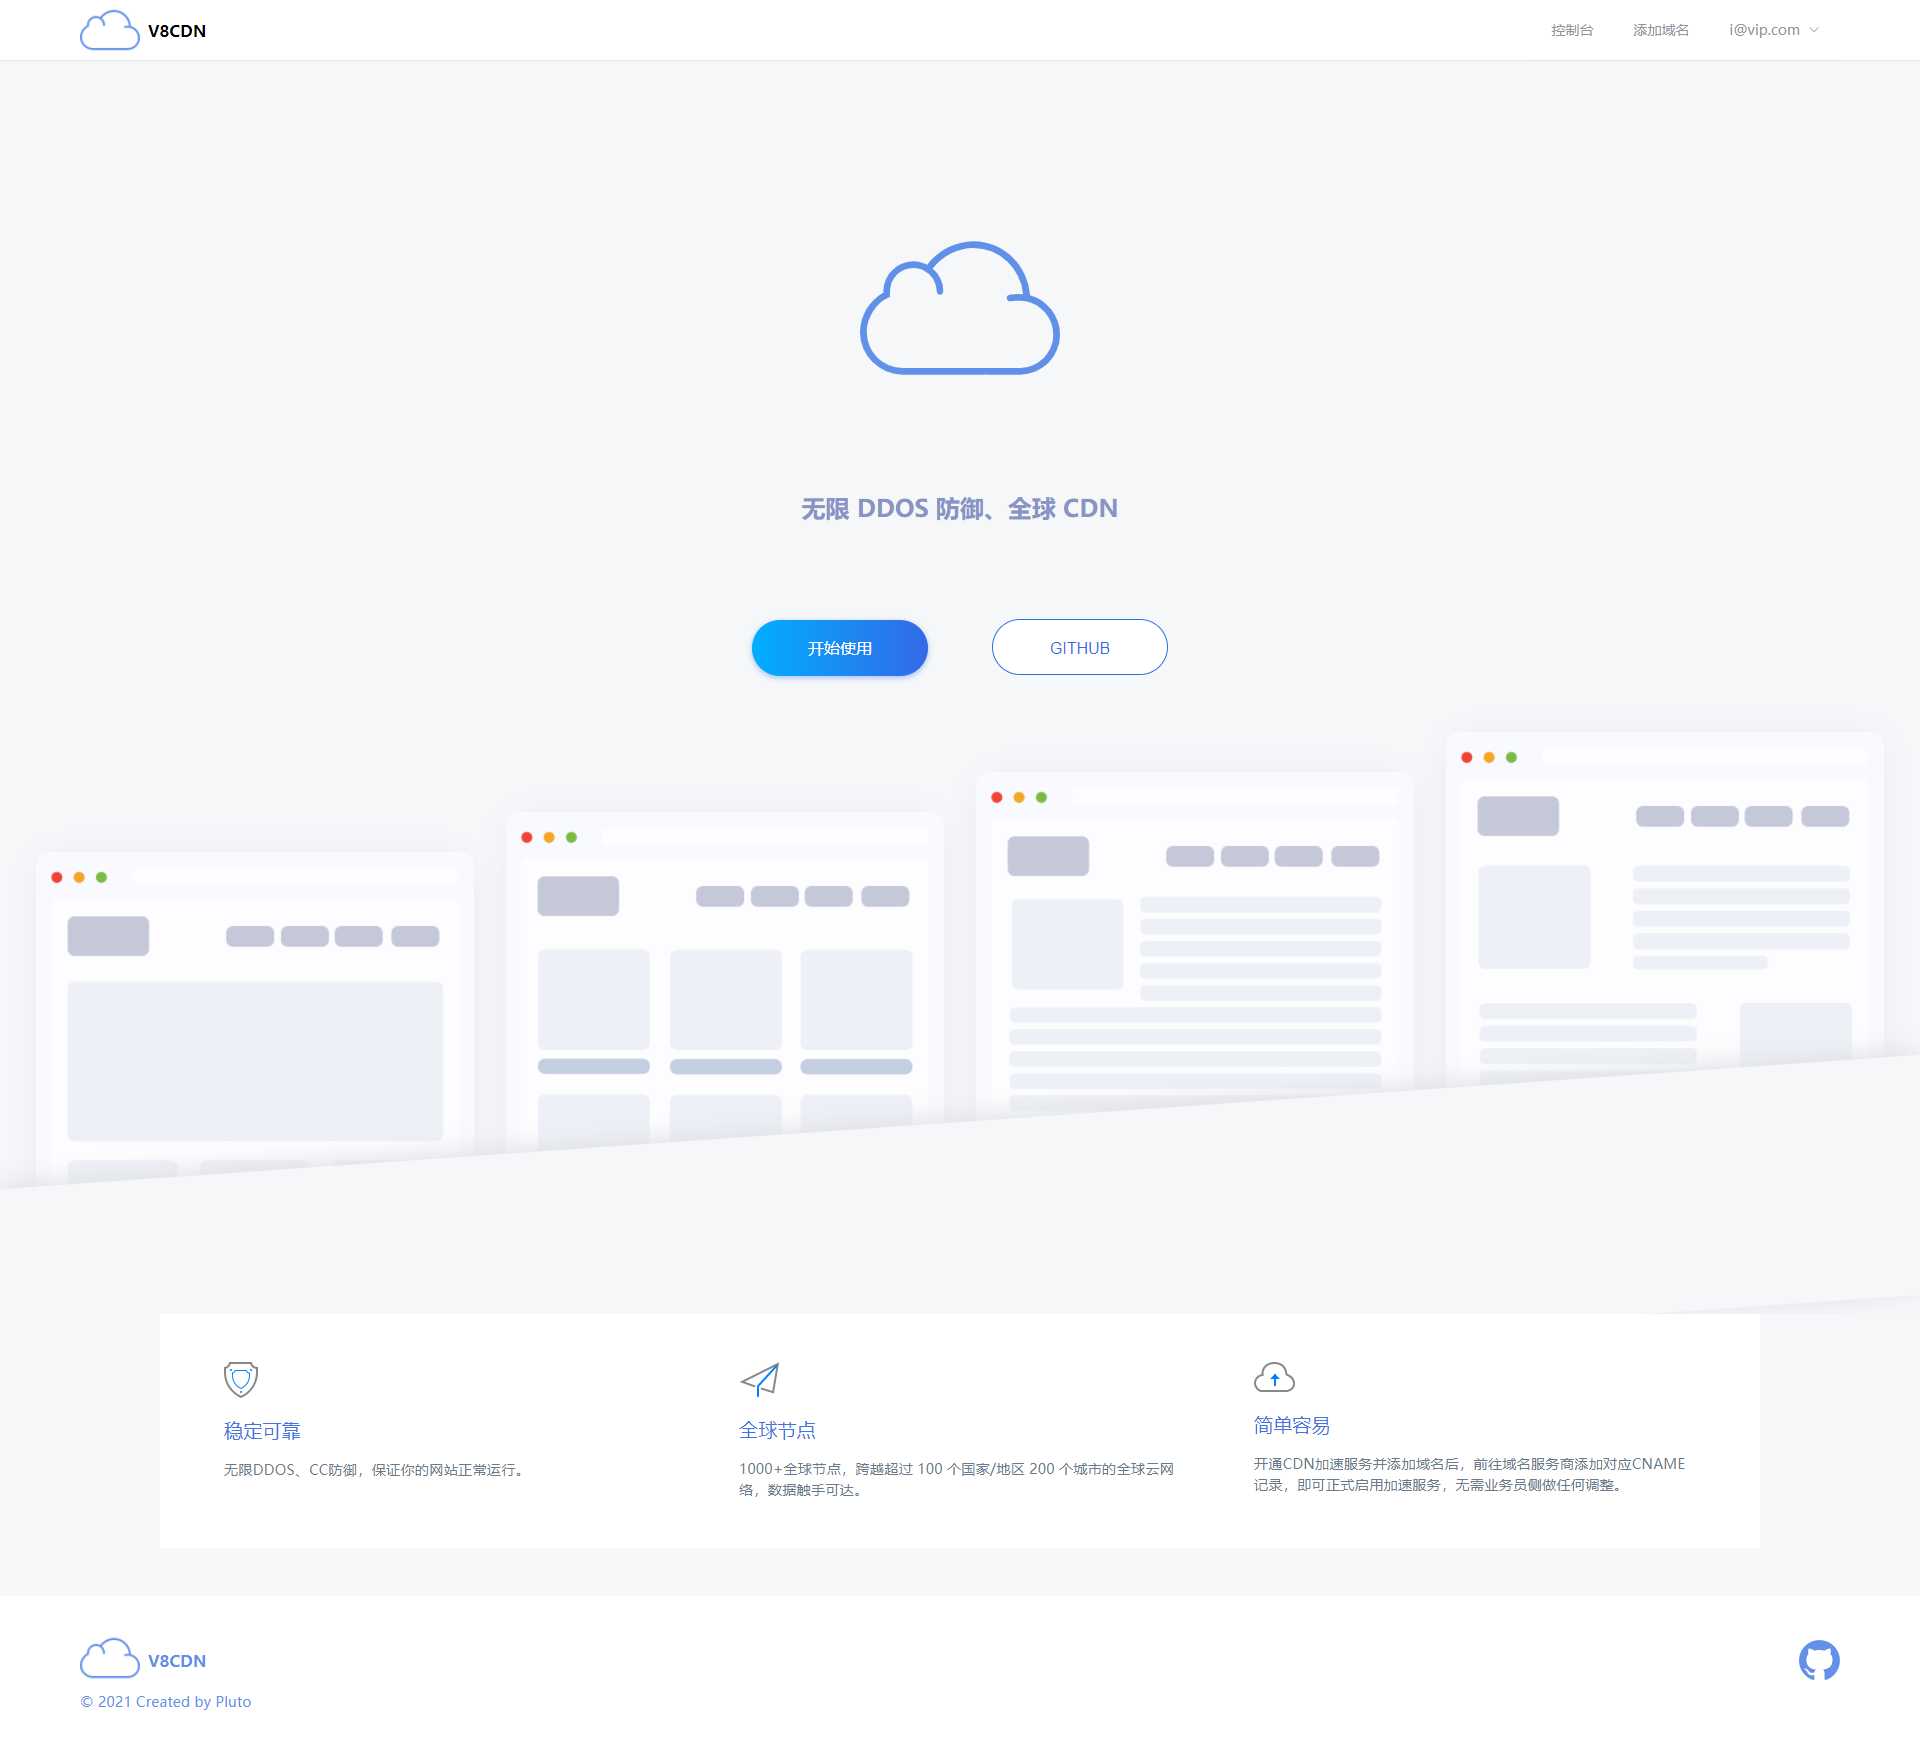 V8CDN
控制台
添加域名
i@vip.com
无限 DDOS 防御、全球 CDN
开始使用
GITHUB
稳定可靠
无限DDOS、CC防御，保证你的网站正常运行。
全球节点
1000+全球节点，跨越超过 100 个国家/地区 200 个城市的全球云网
络，数据触手可达。
简单容易
开通CDN加速服务并添加域名后，前往域名服务商添加对应CNAME
记录，即可正式启用加速服务，无需业务员侧做任何调整。
V8CDN
© 2021 Created by Pluto